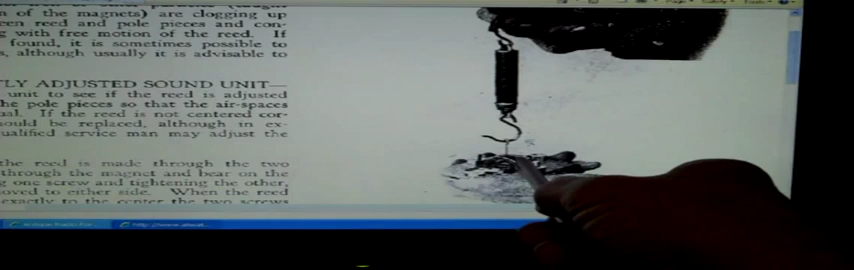 Page Safety Tools
n of the magnets) are clogging up
een reed and pole pieces and con-
g with free motion of the reed. If
found, it is sometimes possible to
s, although usually it is advisable to
TLY ADJUSTED SOUND UNIT—
unit to see if the reed is adjusted
he pole pieces so that the air-spaces
ual. If the reed is not centered cor-
hould be replaced, although in ex-
ualified service man may adjust the
the reed is made through the two
through the magnet and bear on the
g one screw and tightening the other,
oved to either side. When the reed
exactly to the center the two screws